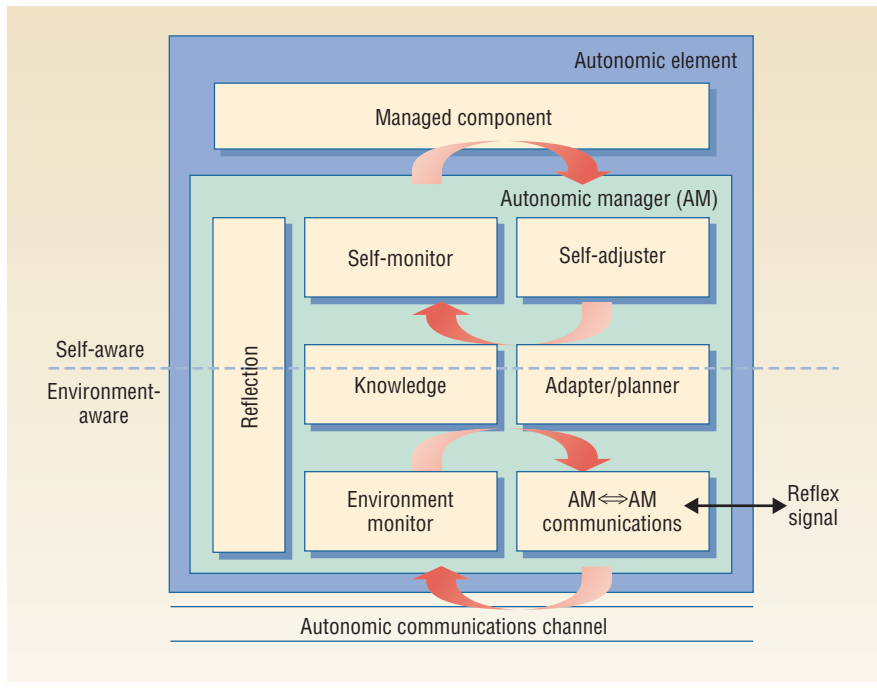 Autonomic element
Managed component
Autonomic manager (AM)
Self-monitor
Self-adjuster
Self-aware
Environment-
aware
Reflection
Knowledge
Adapter/planner
Environment
monitor
AM⇔AM
communications
Reflex
signal
Autonomic communications channel